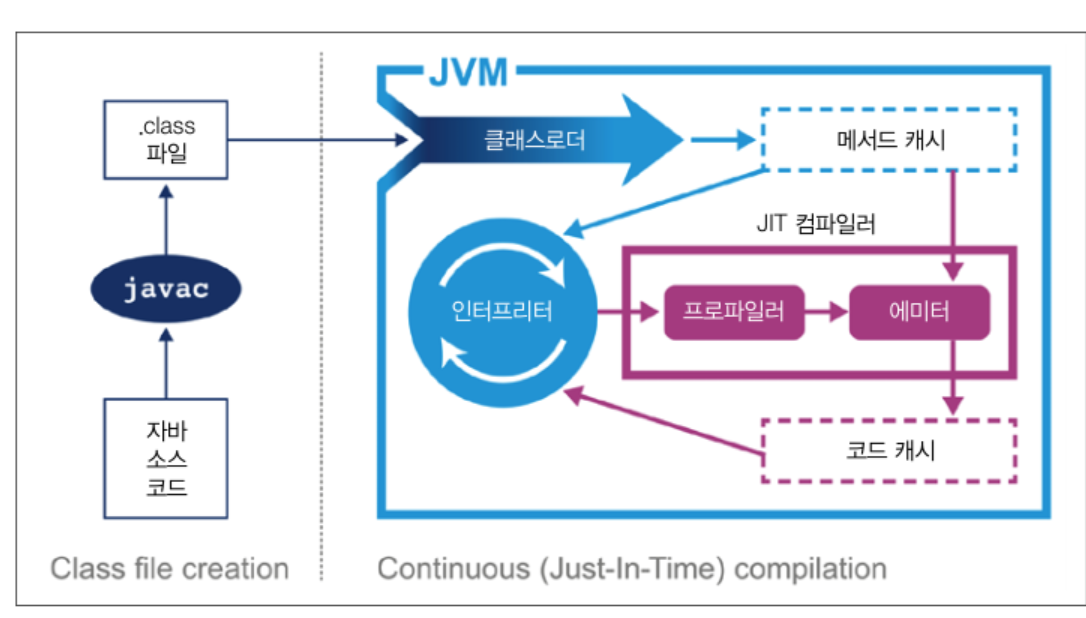 JVM
.class
파일
클래스로더
메서드 캐시
JIT 컴파일러
javac
인터프리터
프로파일러
에미터
자바
소스
코드
코드 캐시
Class file creation
Continuous (Just-In-Time) compilation